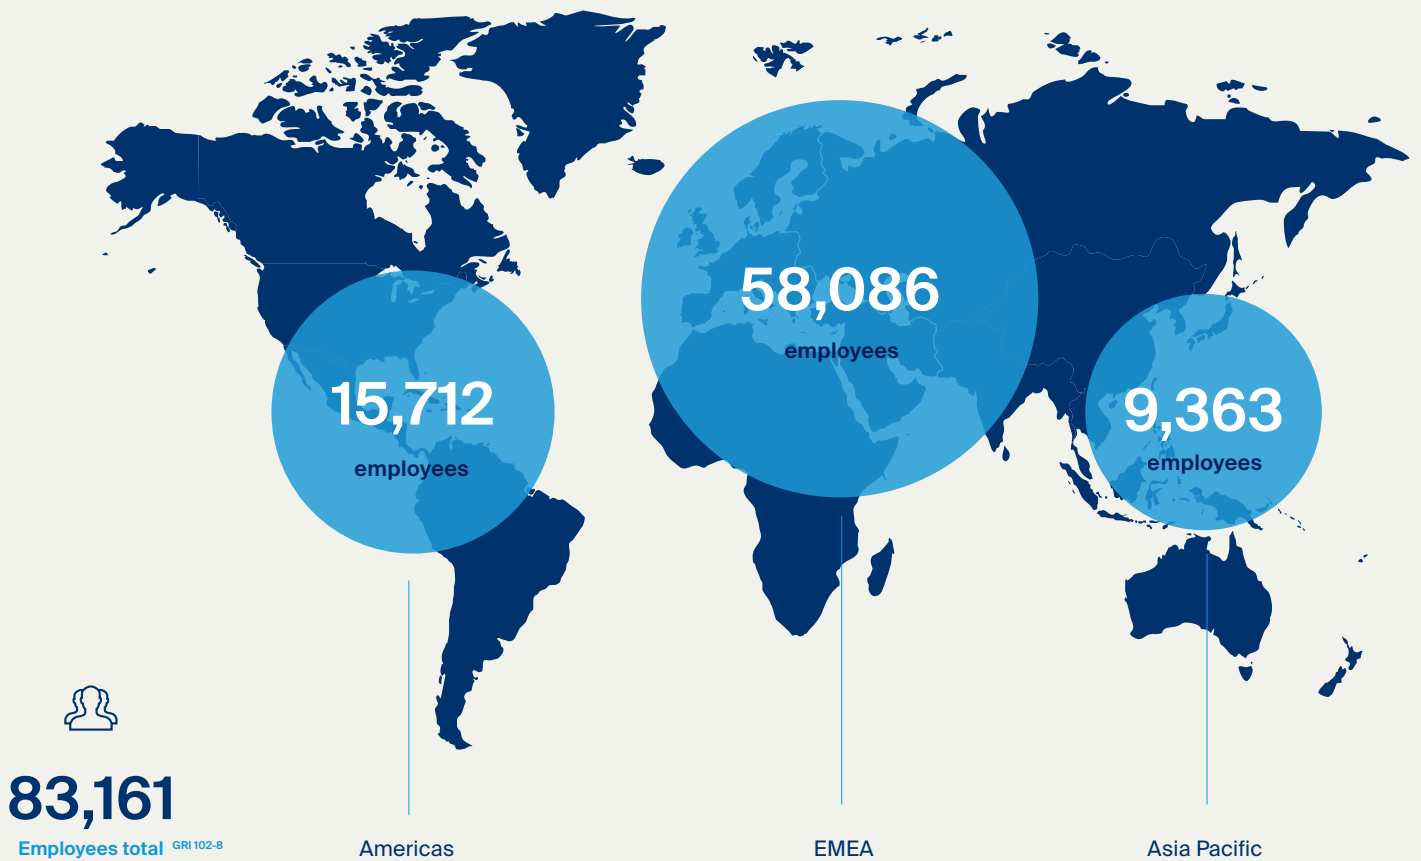 58,086
employees
15,712
employees
9,363
employees
83,161
Employees total GRI 102-8
Americas
EMEA
Asia Pacific